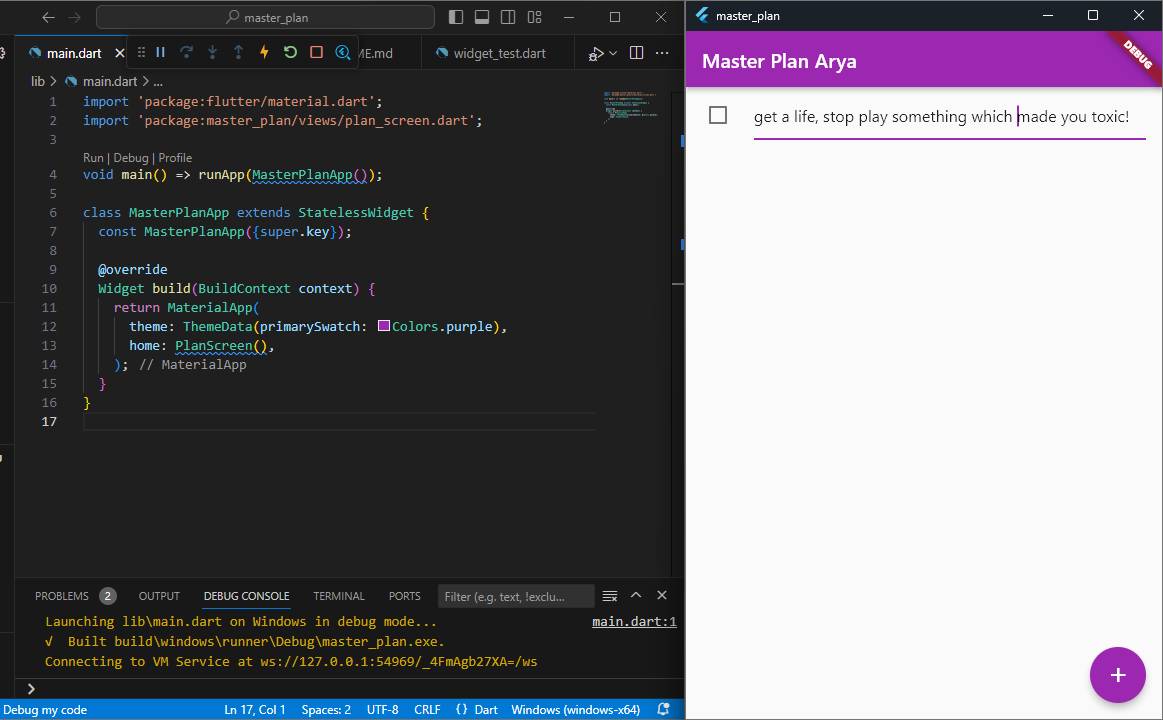 master_plan
main.dart
ME.md
widget_test.dart
lib > main.dart > ...
1 import 'package:flutter/material.dart';
2 import 'package:master_plan/views/plan_screen.dart';
3
Run | Debug | Profile
4 void main() => runApp(MasterPlanApp());
5
6 class MasterPlanApp extends StatelessWidget {
7 const MasterPlanApp({super.key});
8
9 @override
10 Widget build(BuildContext context) {
11 return MaterialApp(
12 theme: ThemeData(primarySwatch: Colors.purple),
13 home: PlanScreen(),
14 ); // MaterialApp
15 }
16 }
17
PROBLEMS 2 OUTPUT DEBUG CONSOLE TERMINAL PORTS Filter (e.g. text, !exclu...
Launching lib\main.dart on Windows in debug mode... main.dart:1
√ Built build\windows\runner\Debug\master_plan.exe.
Connecting to VM Service at ws://127.0.0.1:54969/_4FmAgb27XA=/ws
>
Debug my code Ln 17, Col 1 Spaces: 2 UTF-8 CRLF {} Dart Windows (windows-x64)
master_plan
Master Plan Arya
DEBUG
get a life, stop play something which made you toxic!
+